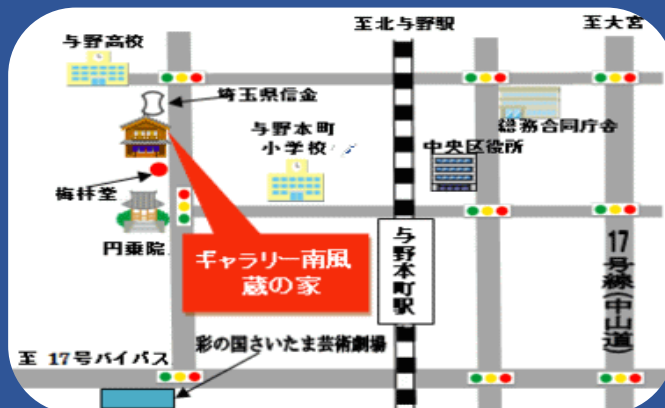 至北与野駅
至大宮
与野高校
埼玉県信金
総務合同庁舎
与野本町
小学校
中央区役所
梅林堂
円乗院
ギャラリー南風
蔵の家
与野本町駅
17号線(中山道)
彩の国さいたま芸術劇場
至 17号バイパス